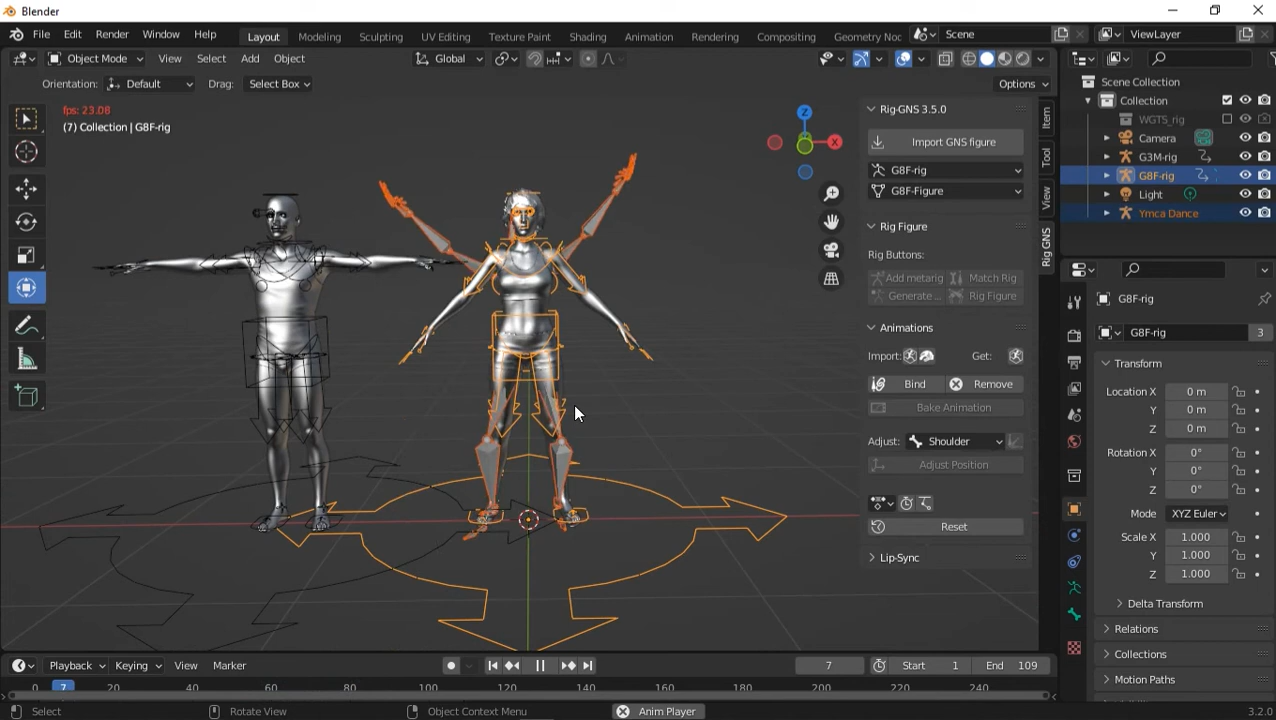 Blender
File Edit Render Window Help Layout Modeling Sculpting UV Editing Texture Paint Shading Animation Rendering Compositing Geometry Noc Scene ViewLayer
Object Mode View Select Add Object Global
Orientation: Default Drag: Select Box Options
fps: 23.08
(7) Collection | G8F-rig
Z
X
Rig-GNS 3.5.0
Import GNS figure
G8F-rig
G8F-Figure
Rig Figure
Rig Buttons:
Add metarig Match Rig
Generate ... Rig Figure
Animations
Import: Get:
Bind Remove
Bake Animation
Adjust: Shoulder
Adjust Position
Reset
Lip-Sync
Item
Tool
View
Rig GNS
Scene Collection
Collection
WGTS_rig
Camera
G3M-rig
G8F-rig
Light
Ymca Dance
G8F-rig
G8F-rig 3
Transform
Location X 0 m
Y 0 m
Z 0 m
Rotation X 0°
Y 0°
Z 0°
Mode XYZ Euler
Scale X 1.000
Y 1.000
Z 1.000
Delta Transform
Relations
Collections
Motion Paths
Playback Keying View Marker 7 Start 1 End 109
0 7 20 40 60 80 100 120 140 160 180 200 220 240
Select Rotate View Object Context Menu Anim Player 3.2.0